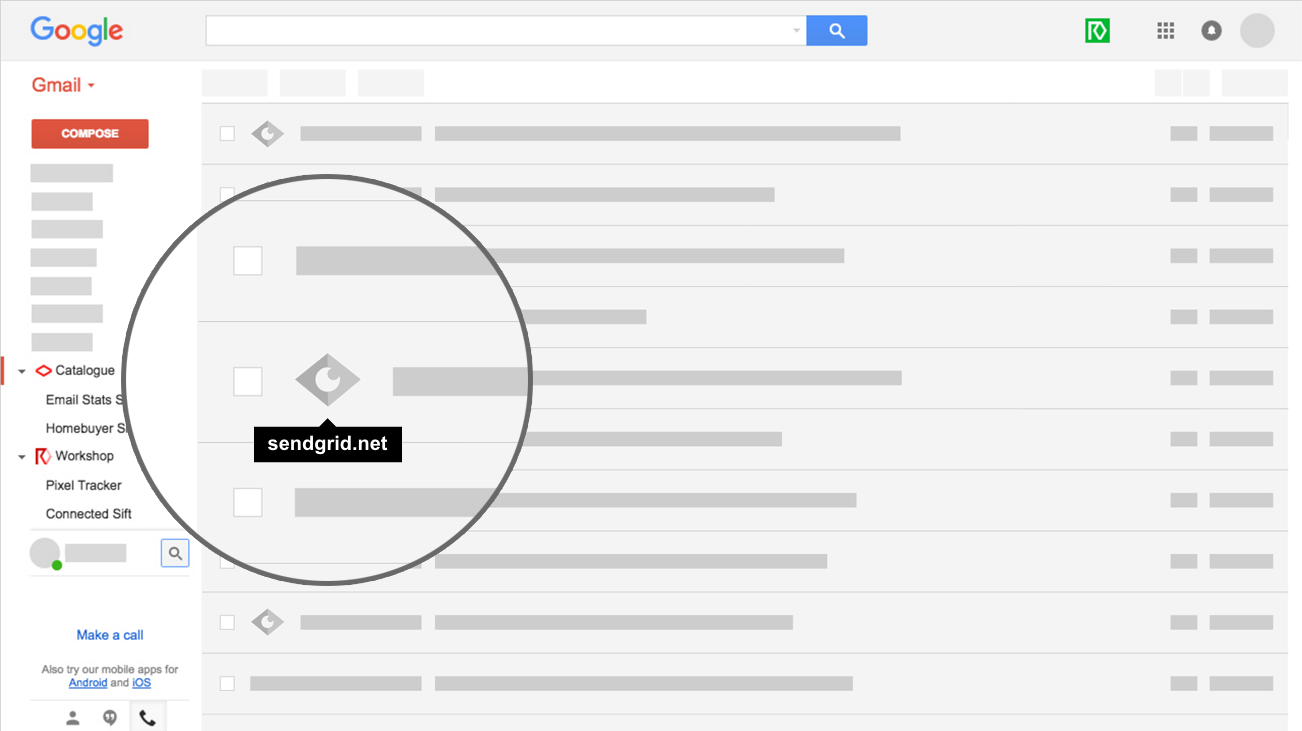 Google
Gmail
COMPOSE
Catalogue
Email Stats S
Homebuyer S
Workshop
Pixel Tracker
Connected Sift
sendgrid.net
Make a call
Also try our mobile apps for
Android and iOS